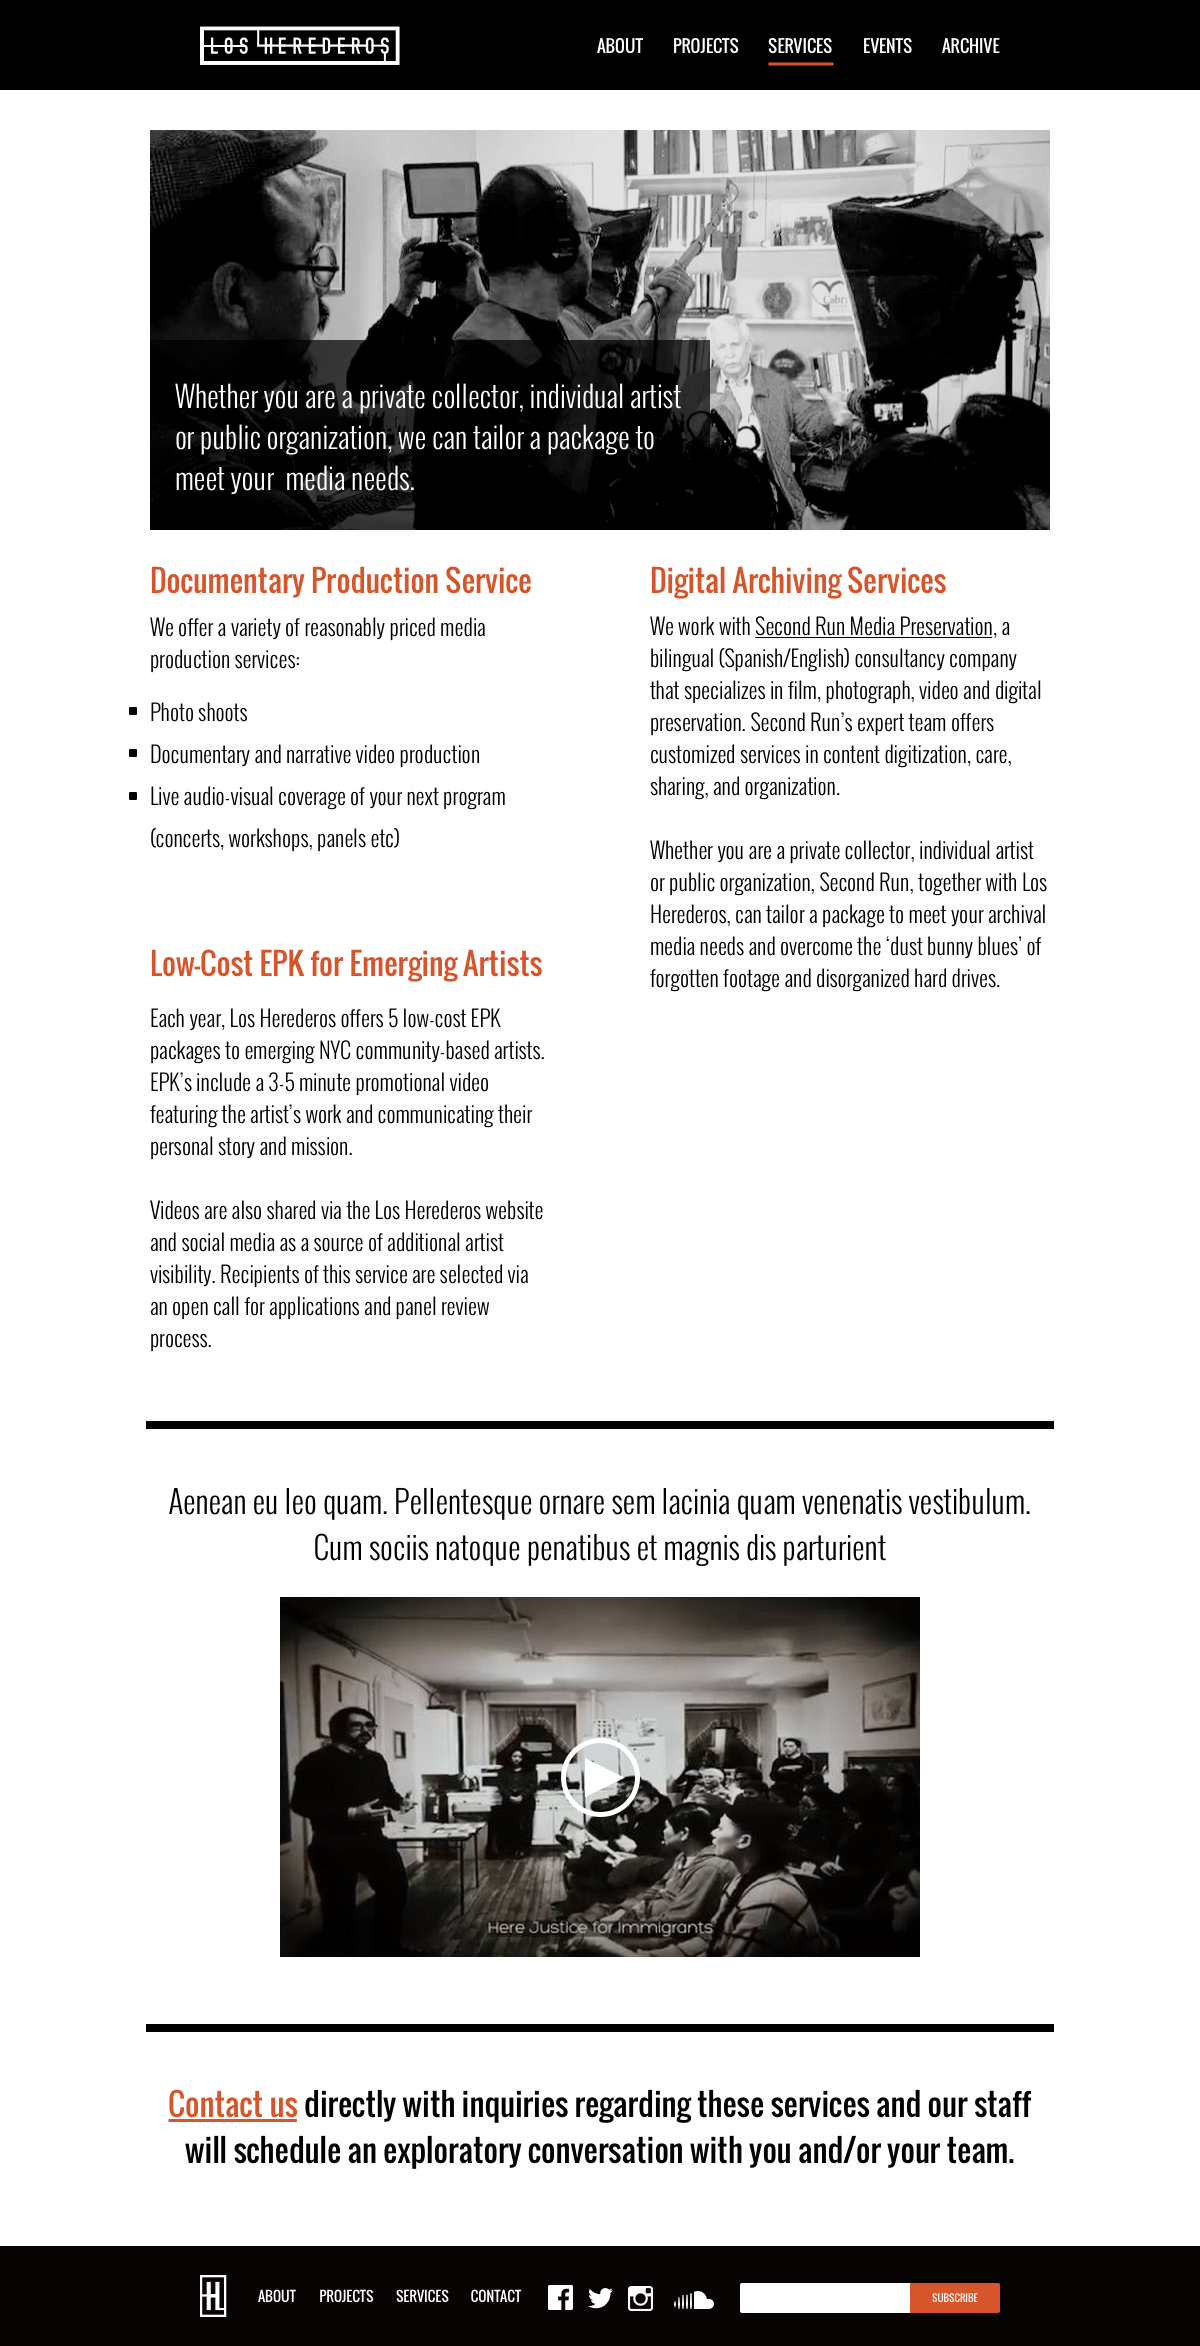 LOS HEREDEROS
ABOUT PROJECTS SERVICES EVENTS ARCHIVE
Cabri
Whether you are a private collector, individual artist
or public organization, we can tailor a package to
meet your media needs.
Documentary Production Service
We offer a variety of reasonably priced media
production services:
Photo shoots
Documentary and narrative video production
Live audio-visual coverage of your next program
(concerts, workshops, panels etc)
Low-Cost EPK for Emerging Artists
Each year, Los Herederos offers 5 low-cost EPK
packages to emerging NYC community-based artists.
EPK’s include a 3-5 minute promotional video
featuring the artist’s work and communicating their
personal story and mission.
Videos are also shared via the Los Herederos website
and social media as a source of additional artist
visibility. Recipients of this service are selected via
an open call for applications and panel review
process.
Digital Archiving Services
We work with Second Run Media Preservation, a
bilingual (Spanish/English) consultancy company
that specializes in film, photograph, video and digital
preservation. Second Run’s expert team offers
customized services in content digitization, care,
sharing, and organization.
Whether you are a private collector, individual artist
or public organization, Second Run, together with Los
Herederos, can tailor a package to meet your archival
media needs and overcome the ‘dust bunny blues’ of
forgotten footage and disorganized hard drives.
Aenean eu leo quam. Pellentesque ornare sem lacinia quam venenatis vestibulum.
Cum sociis natoque penatibus et magnis dis parturient
Here Justice for Immigrants
Contact us directly with inquiries regarding these services and our staff
will schedule an exploratory conversation with you and/or your team.
HL ABOUT PROJECTS SERVICES CONTACT SUBSCRIBE